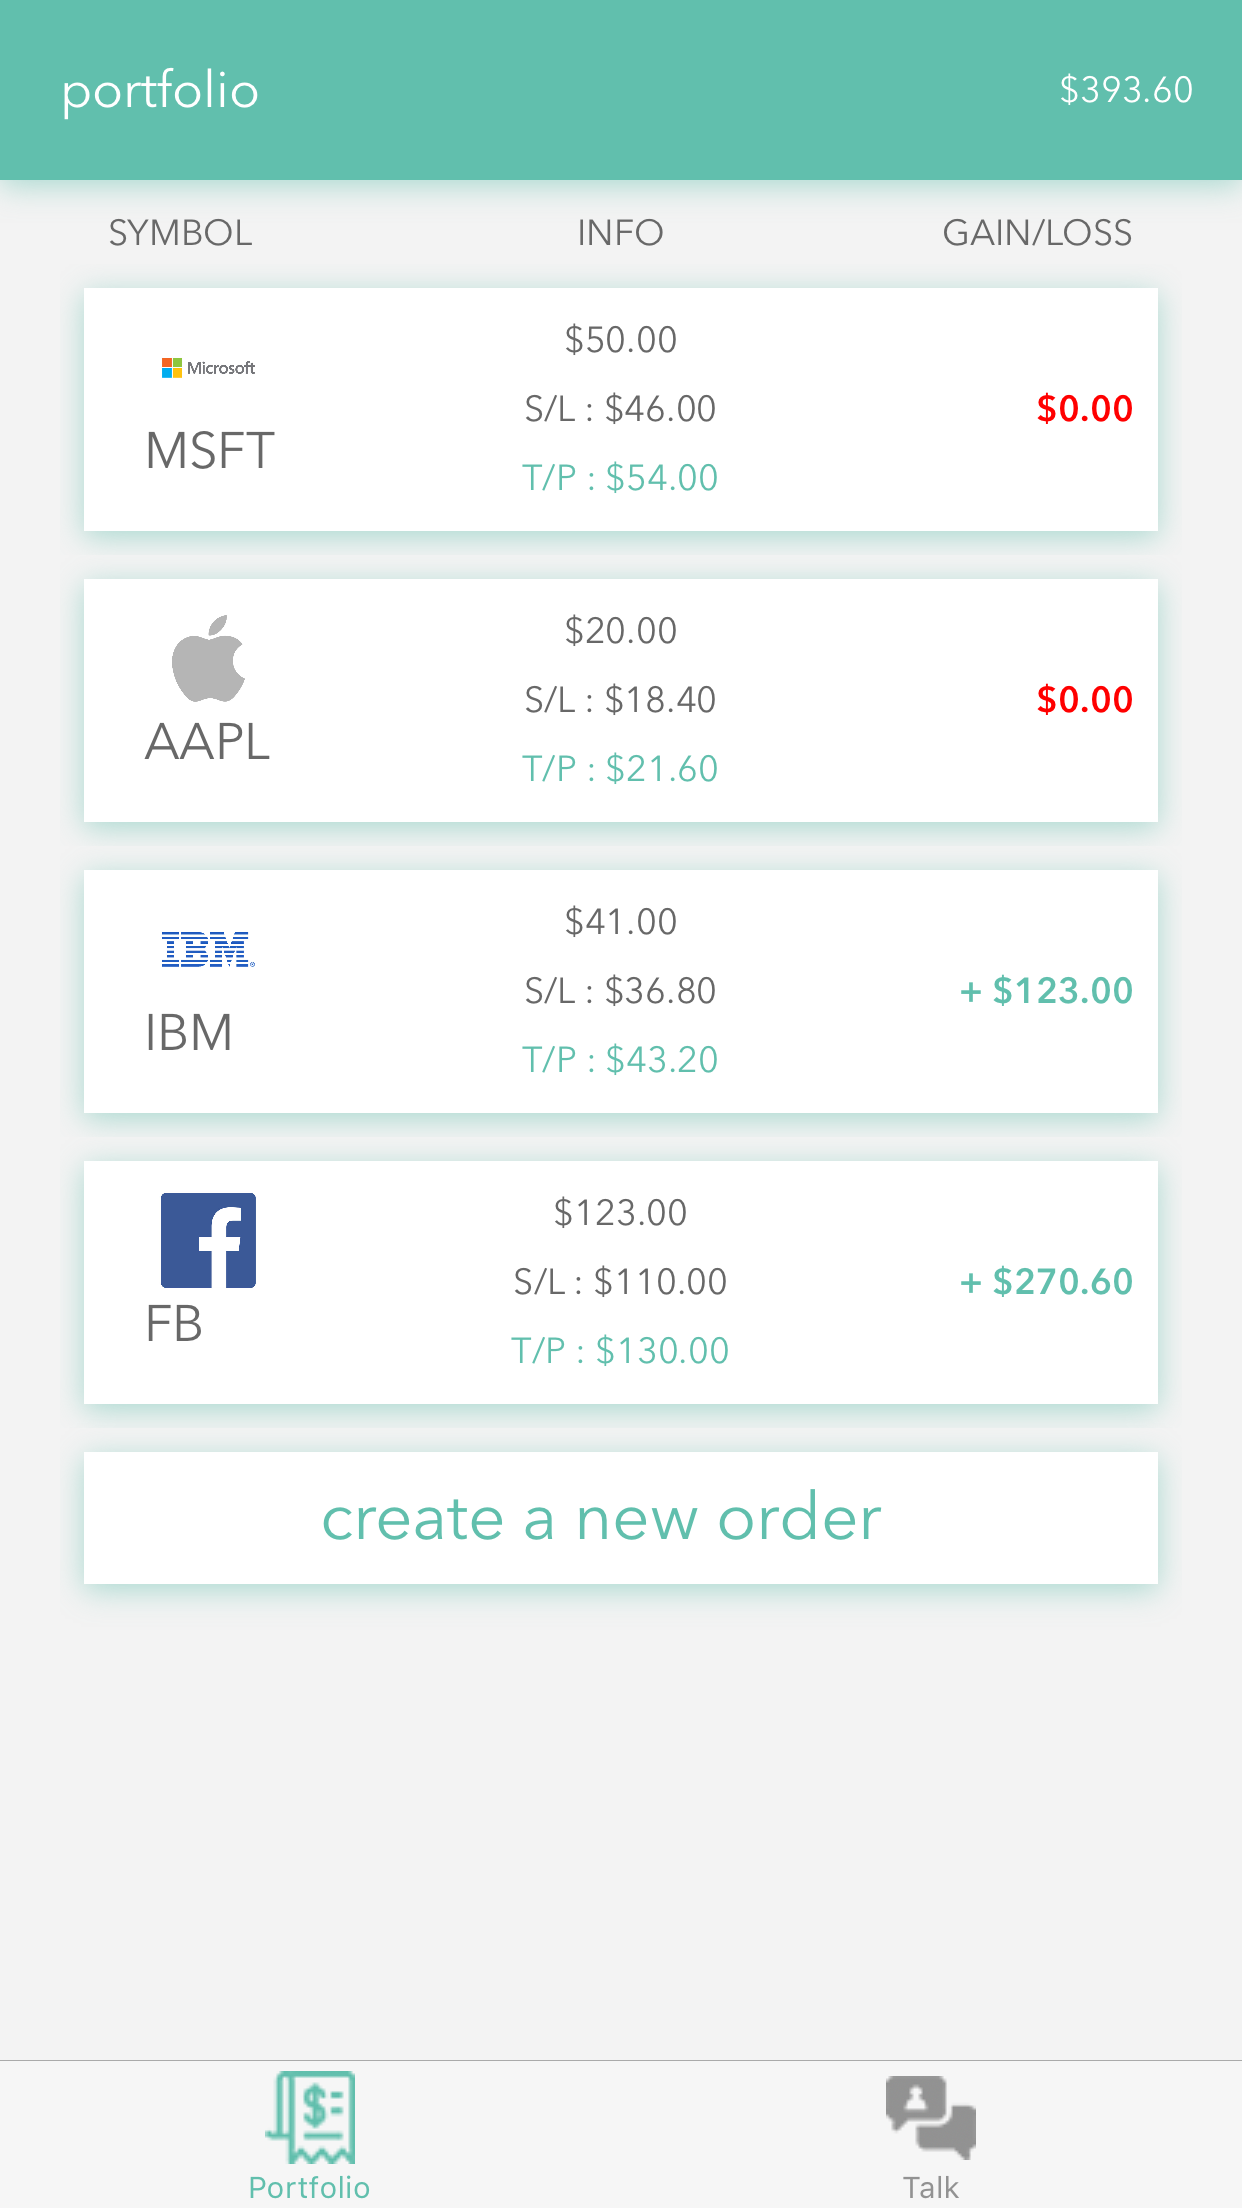 portfolio
$393.60
SYMBOL INFO GAIN/LOSS
Microsoft
MSFT
$50.00
S/L : $46.00
T/P : $54.00
$0.00
AAPL
$20.00
S/L : $18.40
T/P : $21.60
$0.00
IBM®
IBM
$41.00
S/L : $36.80
T/P : $43.20
+ $123.00
f
FB
$123.00
S/L : $110.00
T/P : $130.00
+ $270.60
create a new order
$
Portfolio
Talk